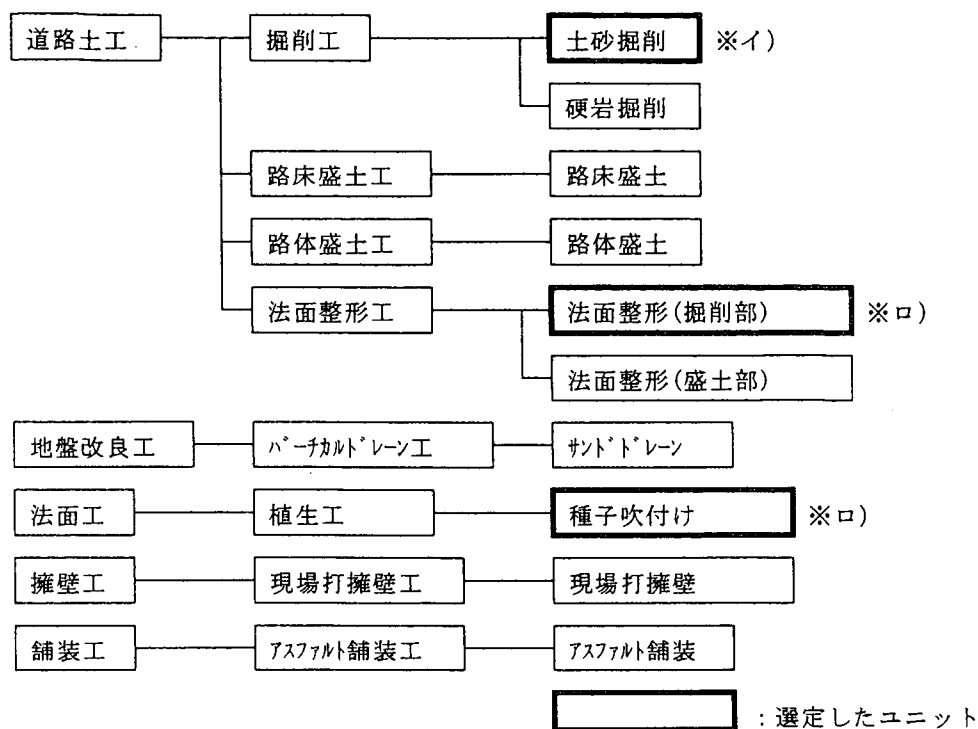 道路土工 掘削工 土砂掘削 ※イ)
硬岩掘削
路床盛土工 路床盛土
路体盛土工 路体盛土
法面整形工 法面整形(掘削部) ※ロ)
法面整形(盛土部)
地盤改良工 バーチカルドレーン工 サンドドレーン
法面工 植生工 種子吹付け ※ロ)
擁壁工 現場打擁壁工 現場打擁壁
舗装工 アスファルト舗装工 アスファルト舗装
：選定したユニット